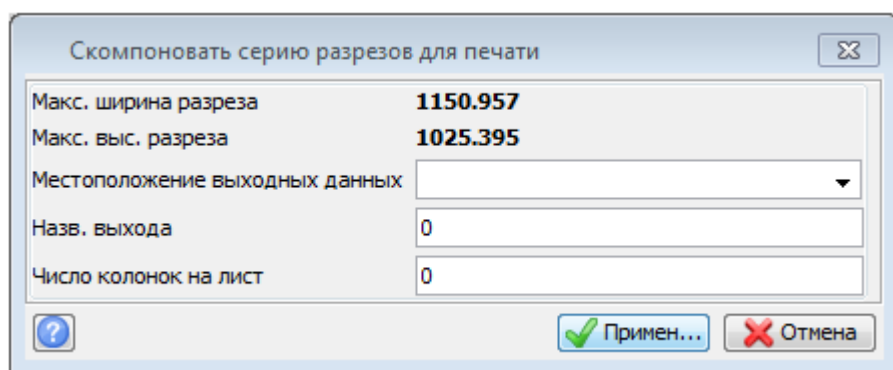 Скомпоновать серию разрезов для печати
Макс. ширина разреза 1150.957
Макс. выс. разреза 1025.395
Местоположение выходных данных
Назв. выхода 0
Число колонок на лист 0
? Примен... Отмена